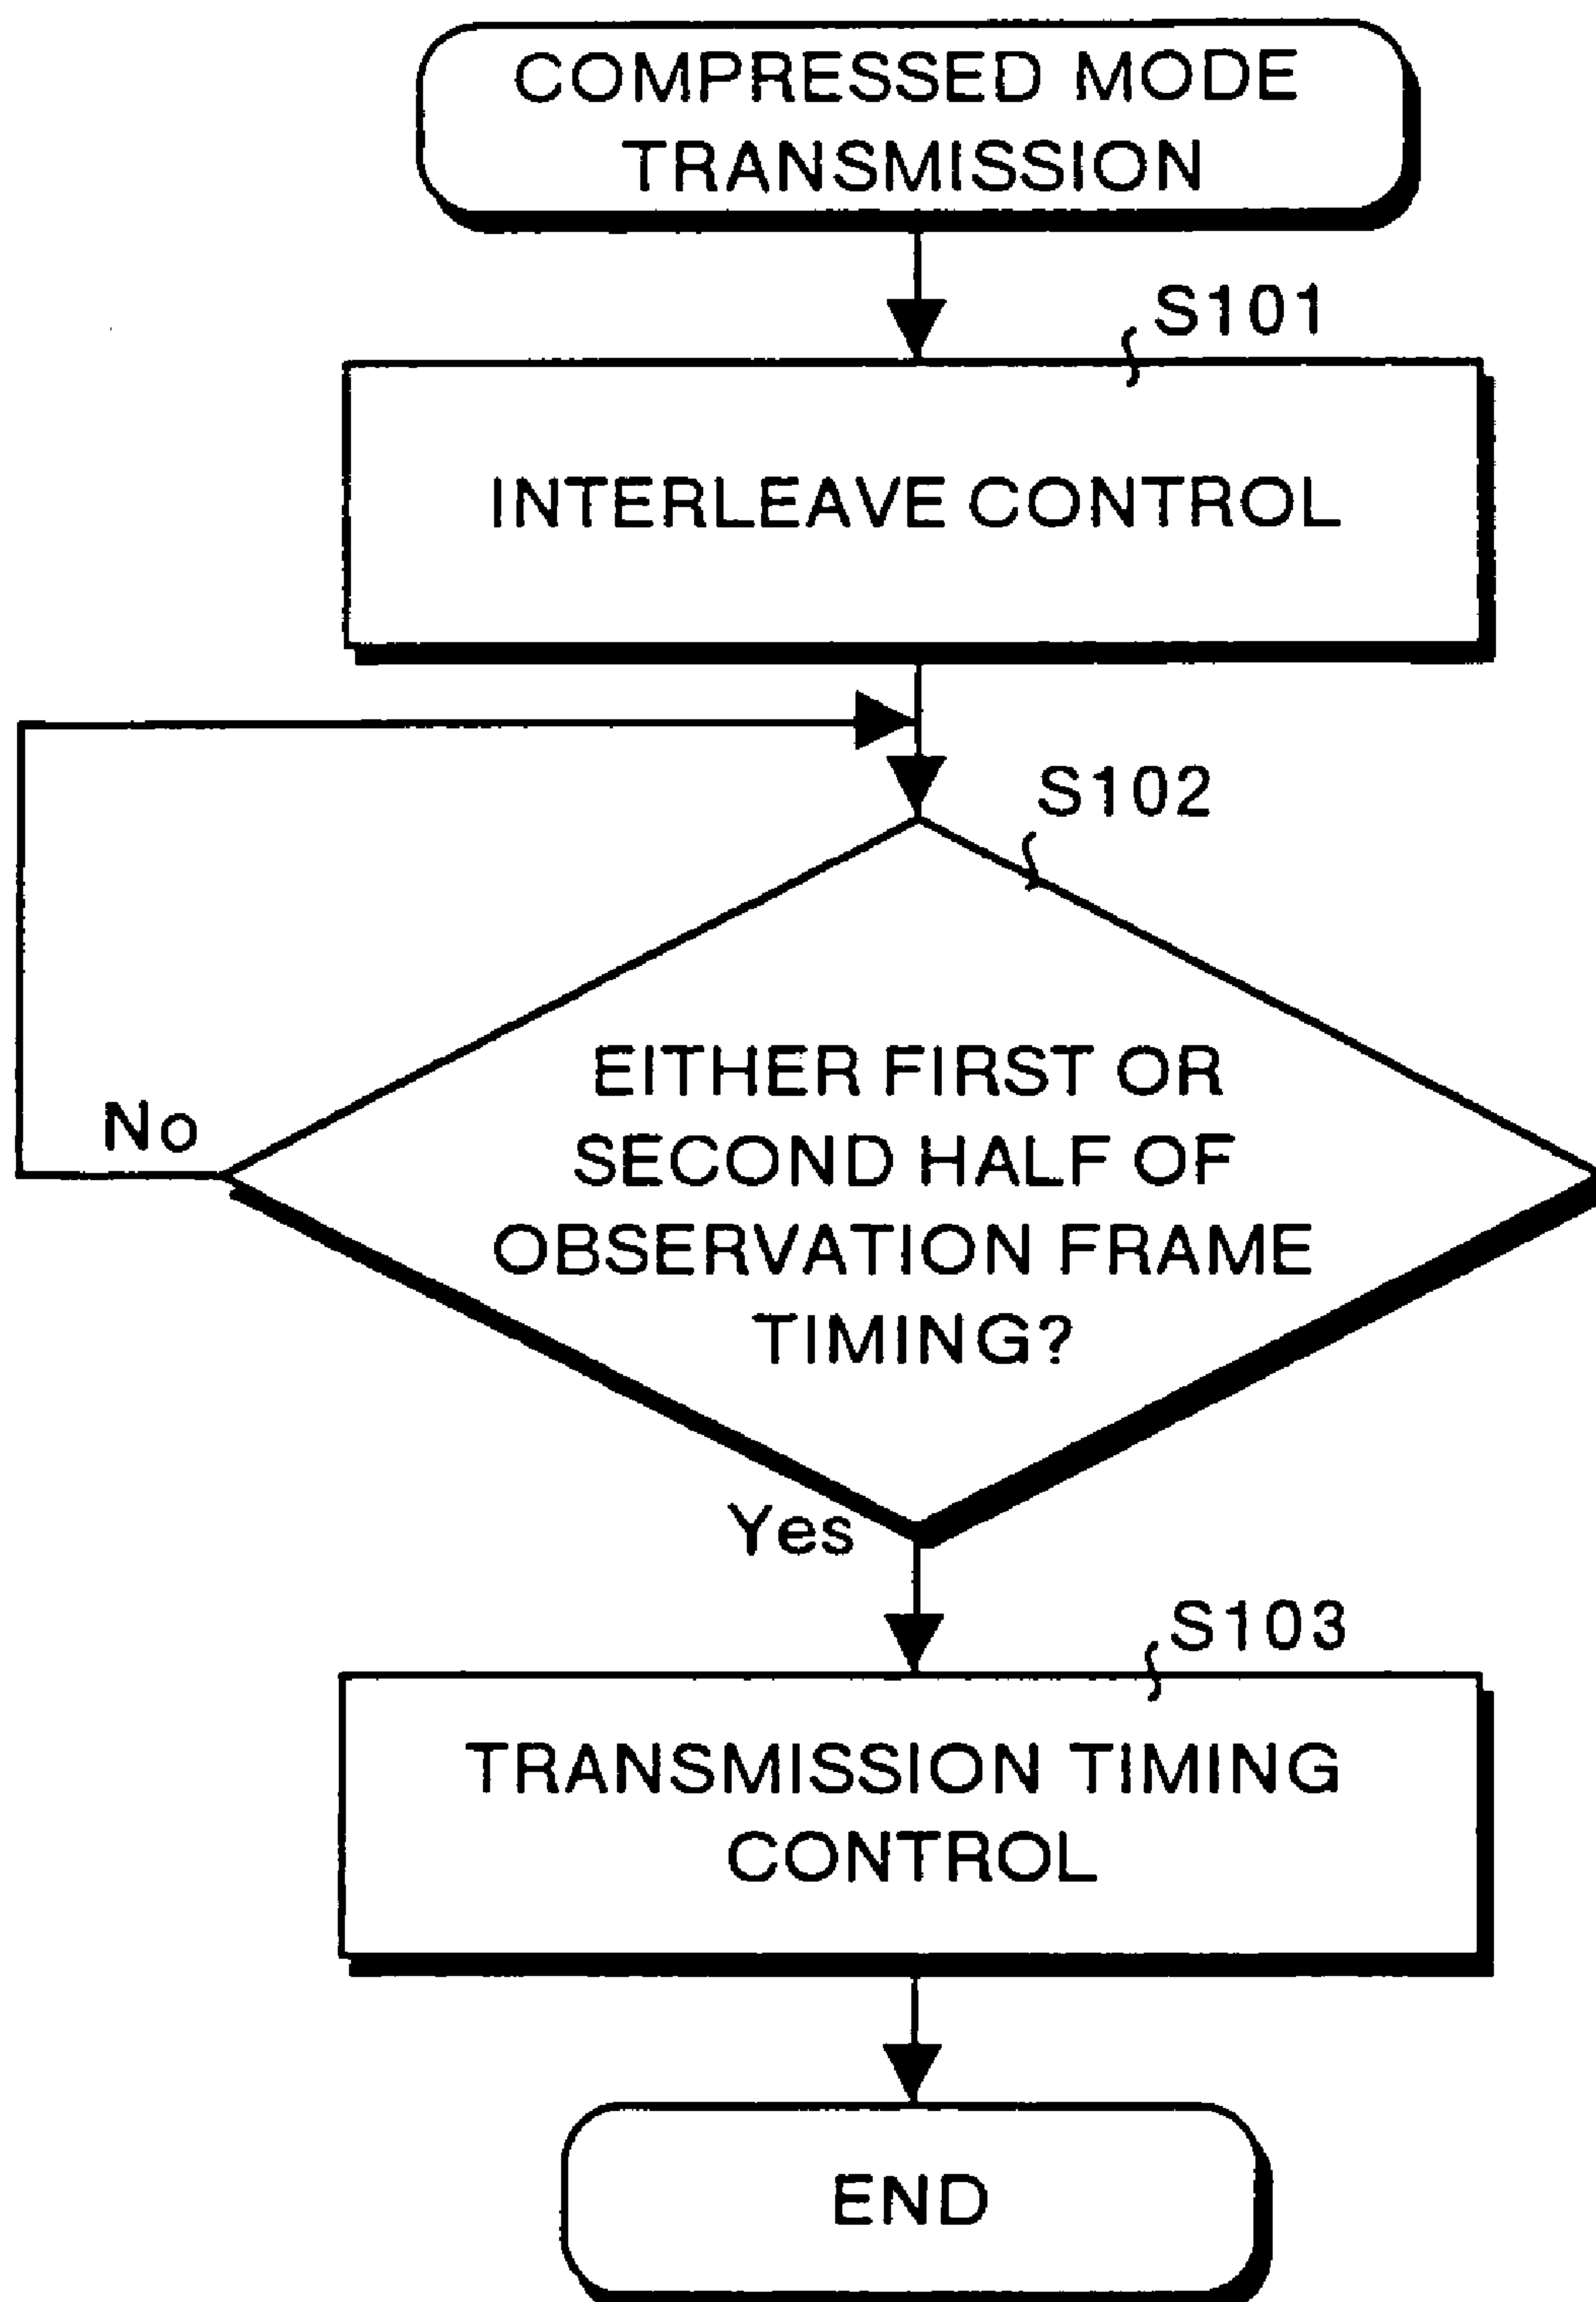 COMPRESSED MODE
TRANSMISSION
S101
INTERLEAVE CONTROL
S102
EITHER FIRST OR
SECOND HALF OF
OBSERVATION FRAME
TIMING?
No
Yes
S103
TRANSMISSION TIMING
CONTROL
END